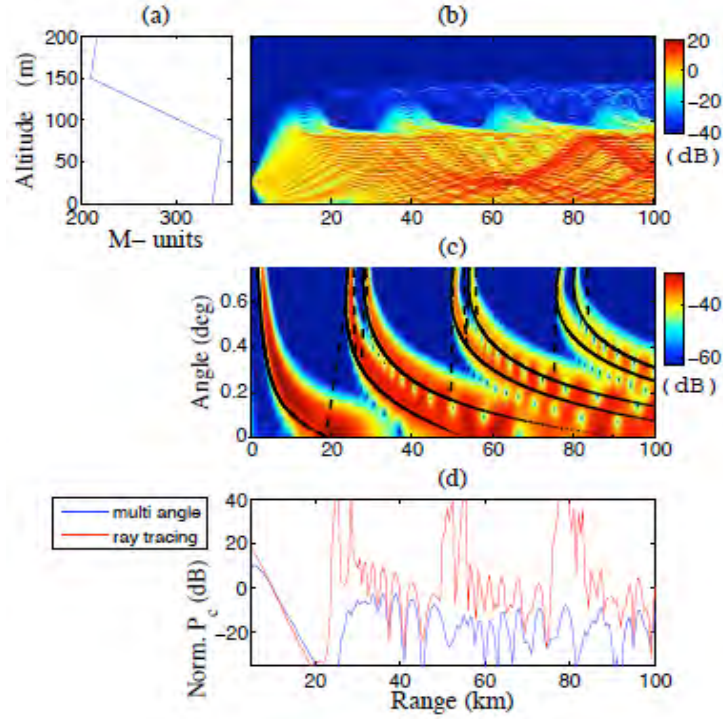 (a)
(b)
200
150
100
50
0
Altitude (m)
200
300
M- units
20
40
60
80
100
20
0
-20
-40
(dB)
(c)
0.6
0.4
0.2
0
Angle (deg)
0
20
40
60
80
100
-40
-60
(dB)
(d)
multi angle
ray tracing
40
20
0
-20
Norm. P_c (dB)
20
40
60
80
100
Range (km)